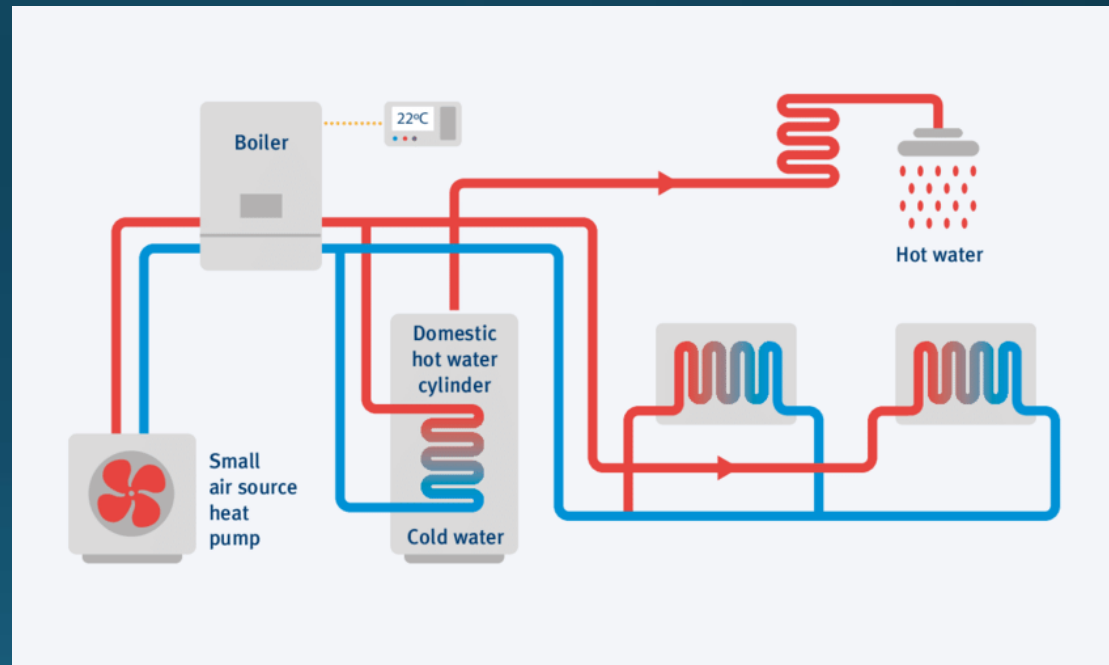 Boiler
22ºC
Hot water
Domestic
hot water
cylinder
Small
air source
heat
pump
Cold water